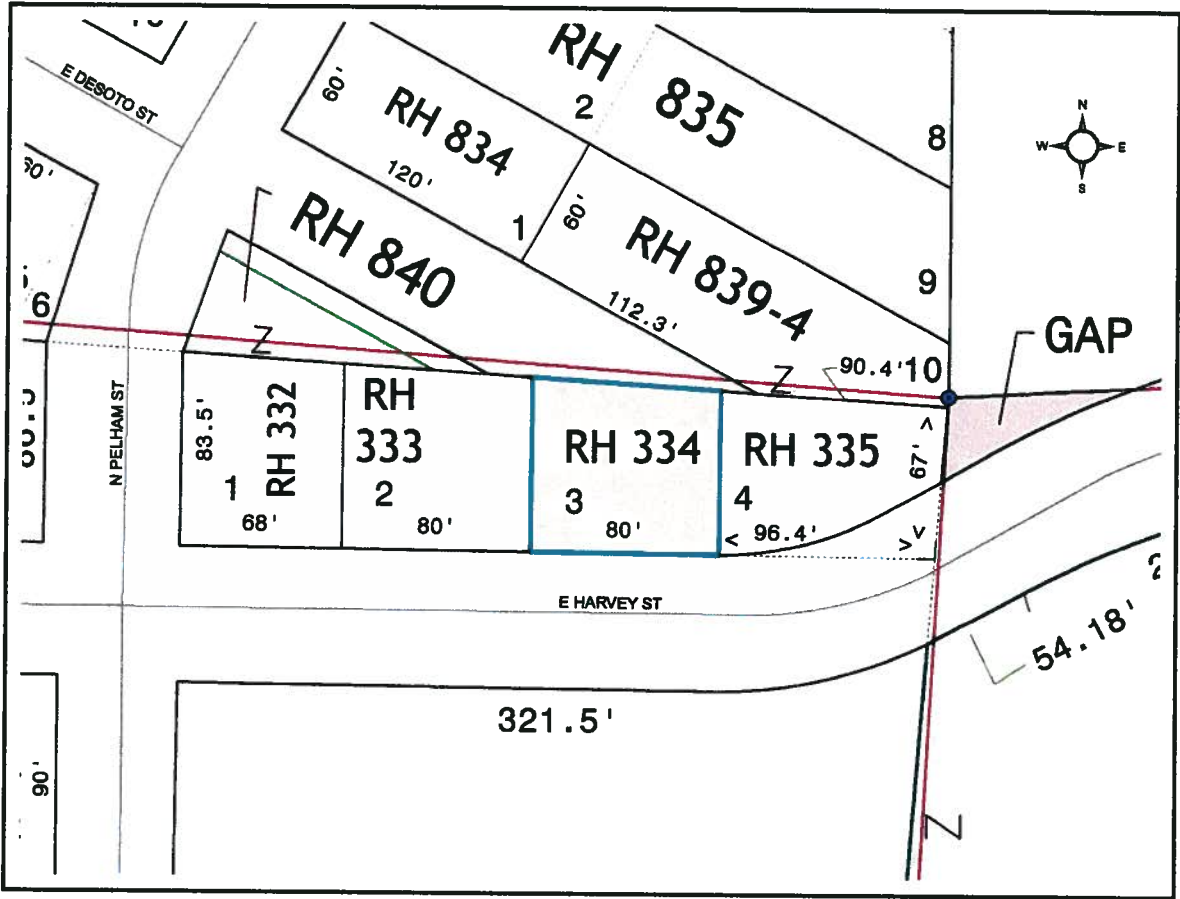 E DESOTO ST
60'
RH
2
835
8
N
W
E
S
RH 834
120'
1
60'
RH 839-4
9
112.3'
RH 840
6
Z
Z
90.4'
10
GAP
N PELHAM ST
83.5'
1
RH 332
68'
RH
333
2
80'
RH 334
3
80'
RH 335
4
67'
< 96.4'
>
E HARVEY ST
54.18'
321.5'
90'
Z